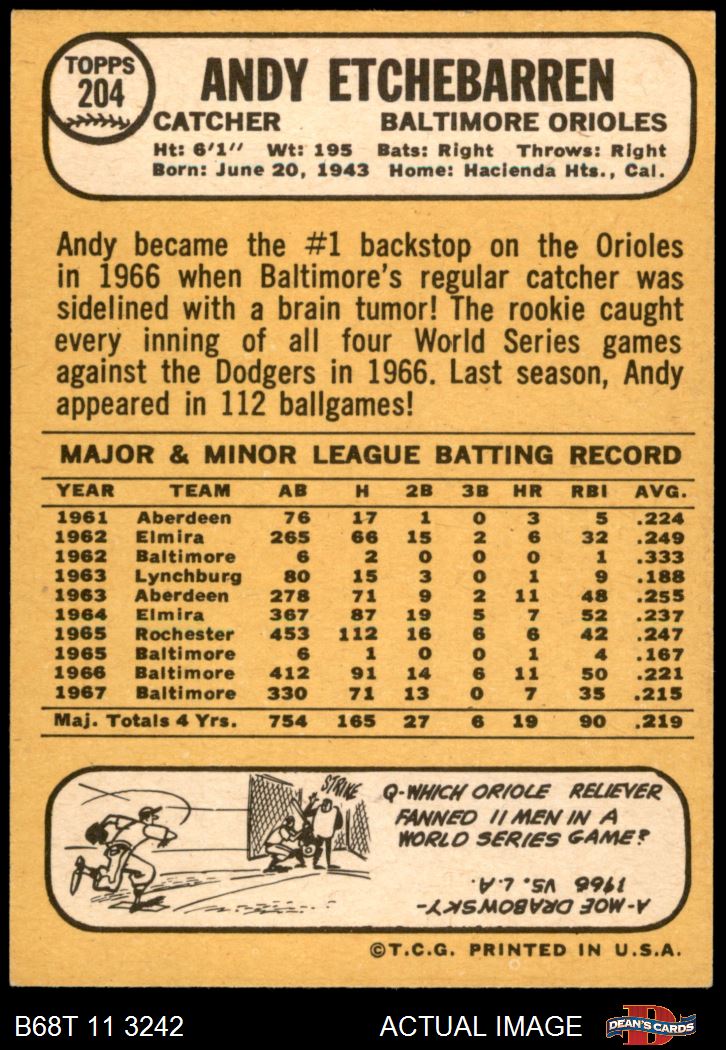 TOPPS
204
ANDY ETCHEBARREN
CATCHER BALTIMORE ORIOLES
Ht: 6'1" Wt: 195 Bats: Right Throws: Right
Born: June 20, 1943 Home: Hacienda Hts., Cal.
Andy became the #1 backstop on the Orioles
in 1966 when Baltimore's regular catcher was
sidelined with a brain tumor! The rookie caught
every inning of all four World Series games
against the Dodgers in 1966. Last season, Andy
appeared in 112 ballgames!
MAJOR & MINOR LEAGUE BATTING RECORD
YEAR TEAM AB H 2B 3B HR RBI AVG.
1961 Aberdeen 76 17 1 0 3 5 .224
1962 Elmira 265 66 15 2 6 32 .249
1962 Baltimore 6 2 0 0 0 1 .333
1963 Lynchburg 80 15 3 0 1 9 .188
1963 Aberdeen 278 71 9 2 11 48 .255
1964 Elmira 367 87 19 5 7 52 .237
1965 Rochester 453 112 16 6 6 42 .247
1965 Baltimore 6 1 0 0 1 4 .167
1966 Baltimore 412 91 14 6 11 50 .221
1967 Baltimore 330 71 13 0 7 35 .215
Maj. Totals 4 Yrs. 754 165 27 6 19 90 .219
STRIKE
Q-WHICH ORIOLE RELIEVER
FANNED 11 MEN IN A
WORLD SERIES GAME?
A-MOE DRABOWSKY-
1966 VS. L.A.
©T.C.G. PRINTED IN U.S.A.
B68T 11 3242 ACTUAL IMAGE DEAN'S CARDS